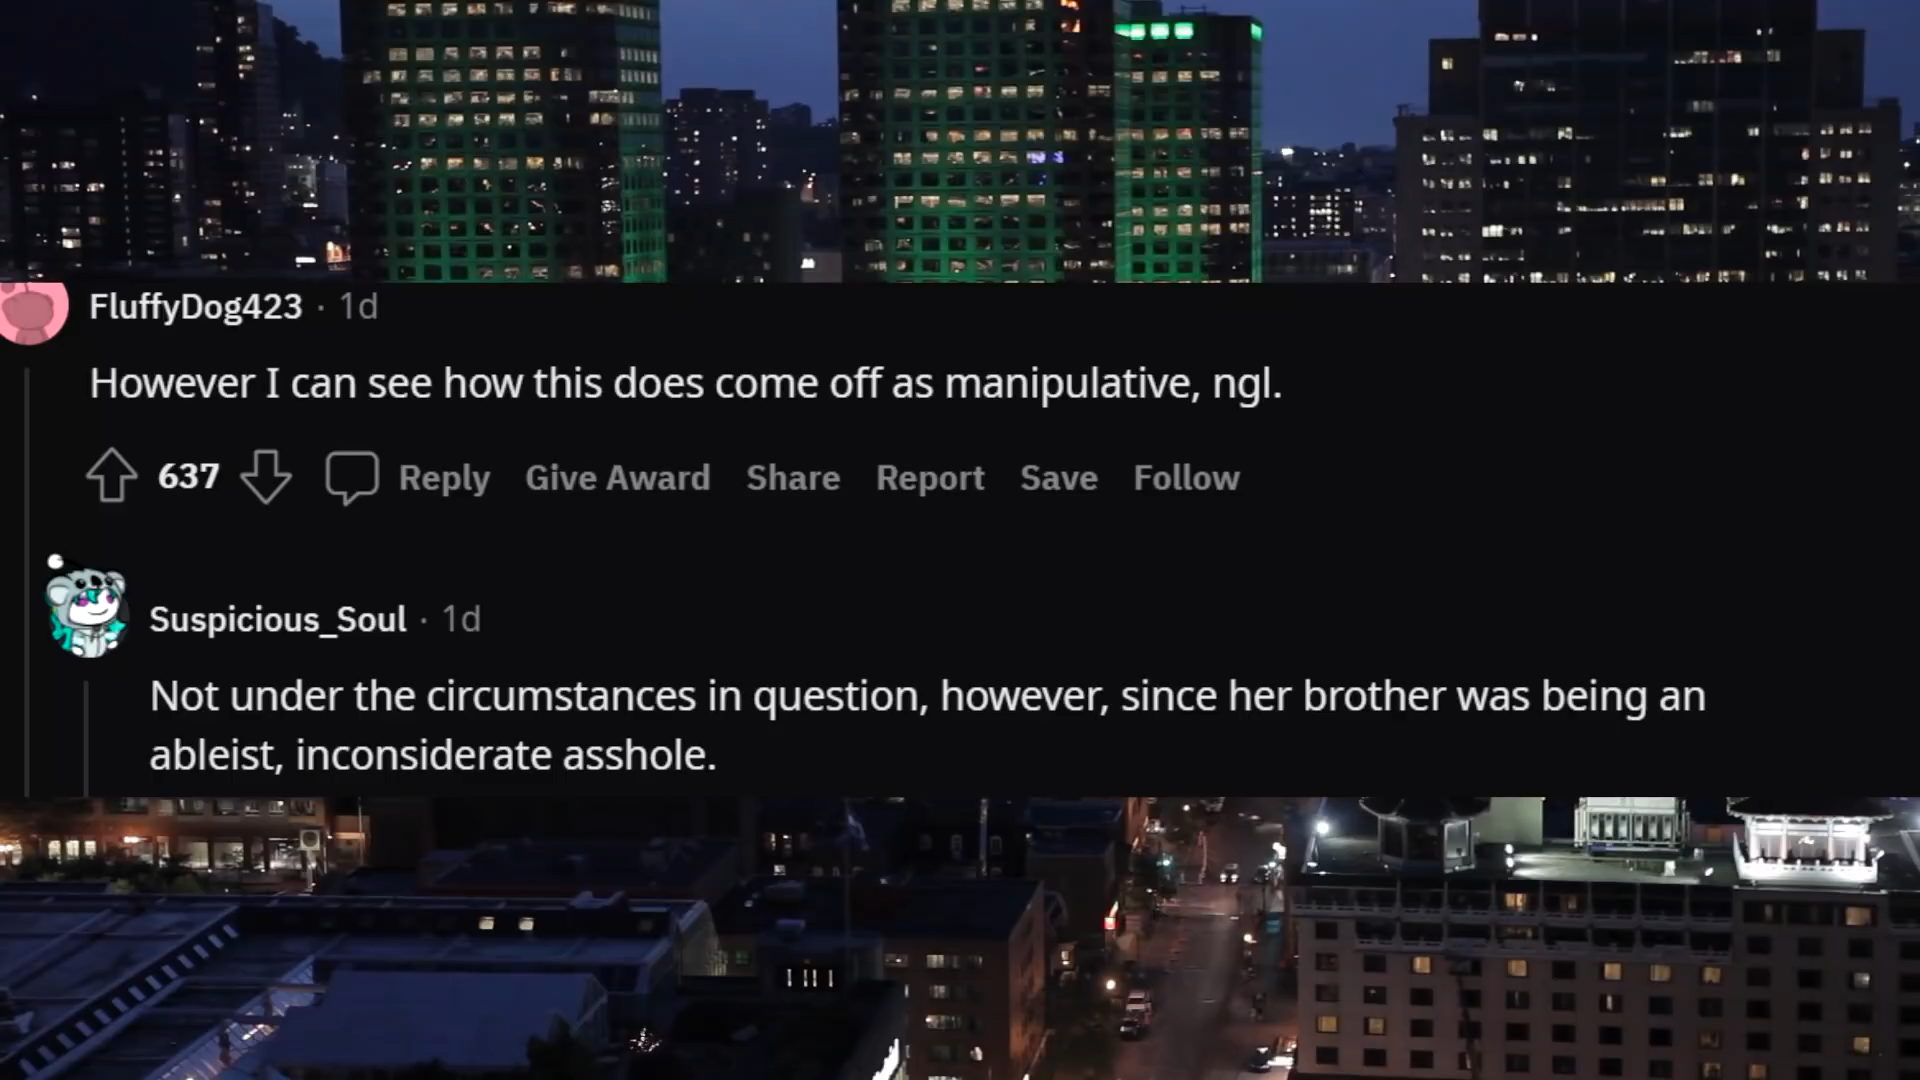 FluffyDog423 · 1d
However I can see how this does come off as manipulative, ngl.
637 Reply Give Award Share Report Save Follow
Suspicious_Soul · 1d
Not under the circumstances in question, however, since her brother was being an
ableist, inconsiderate asshole.